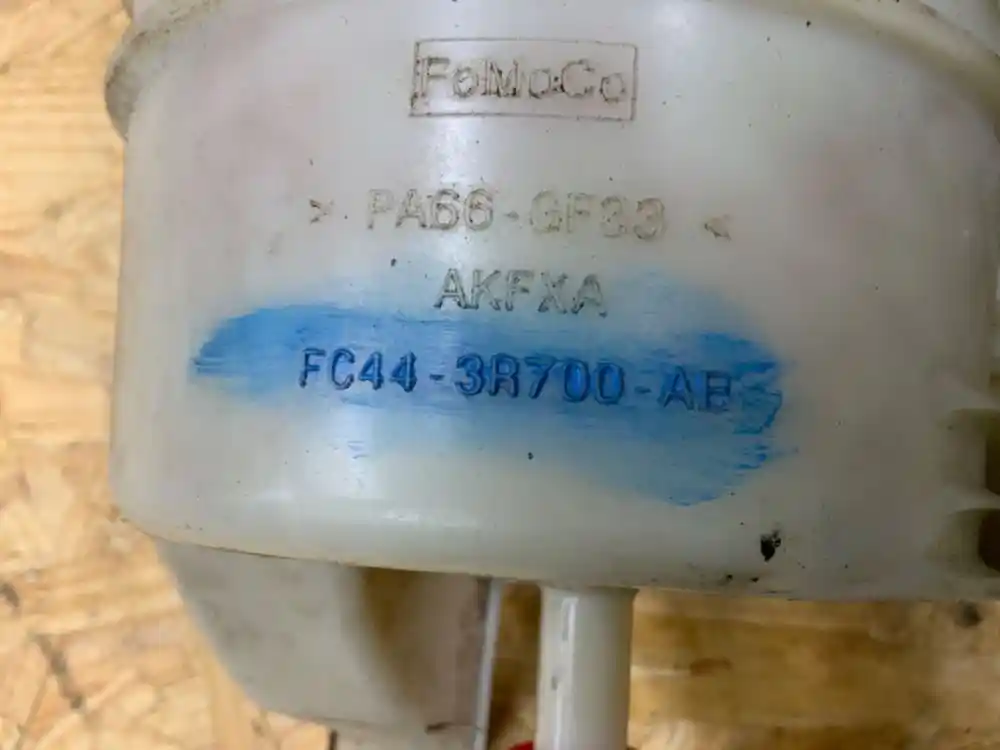 FoMoCo
> PA66-GF33 <
AKFXA
FC44-3R700-AB